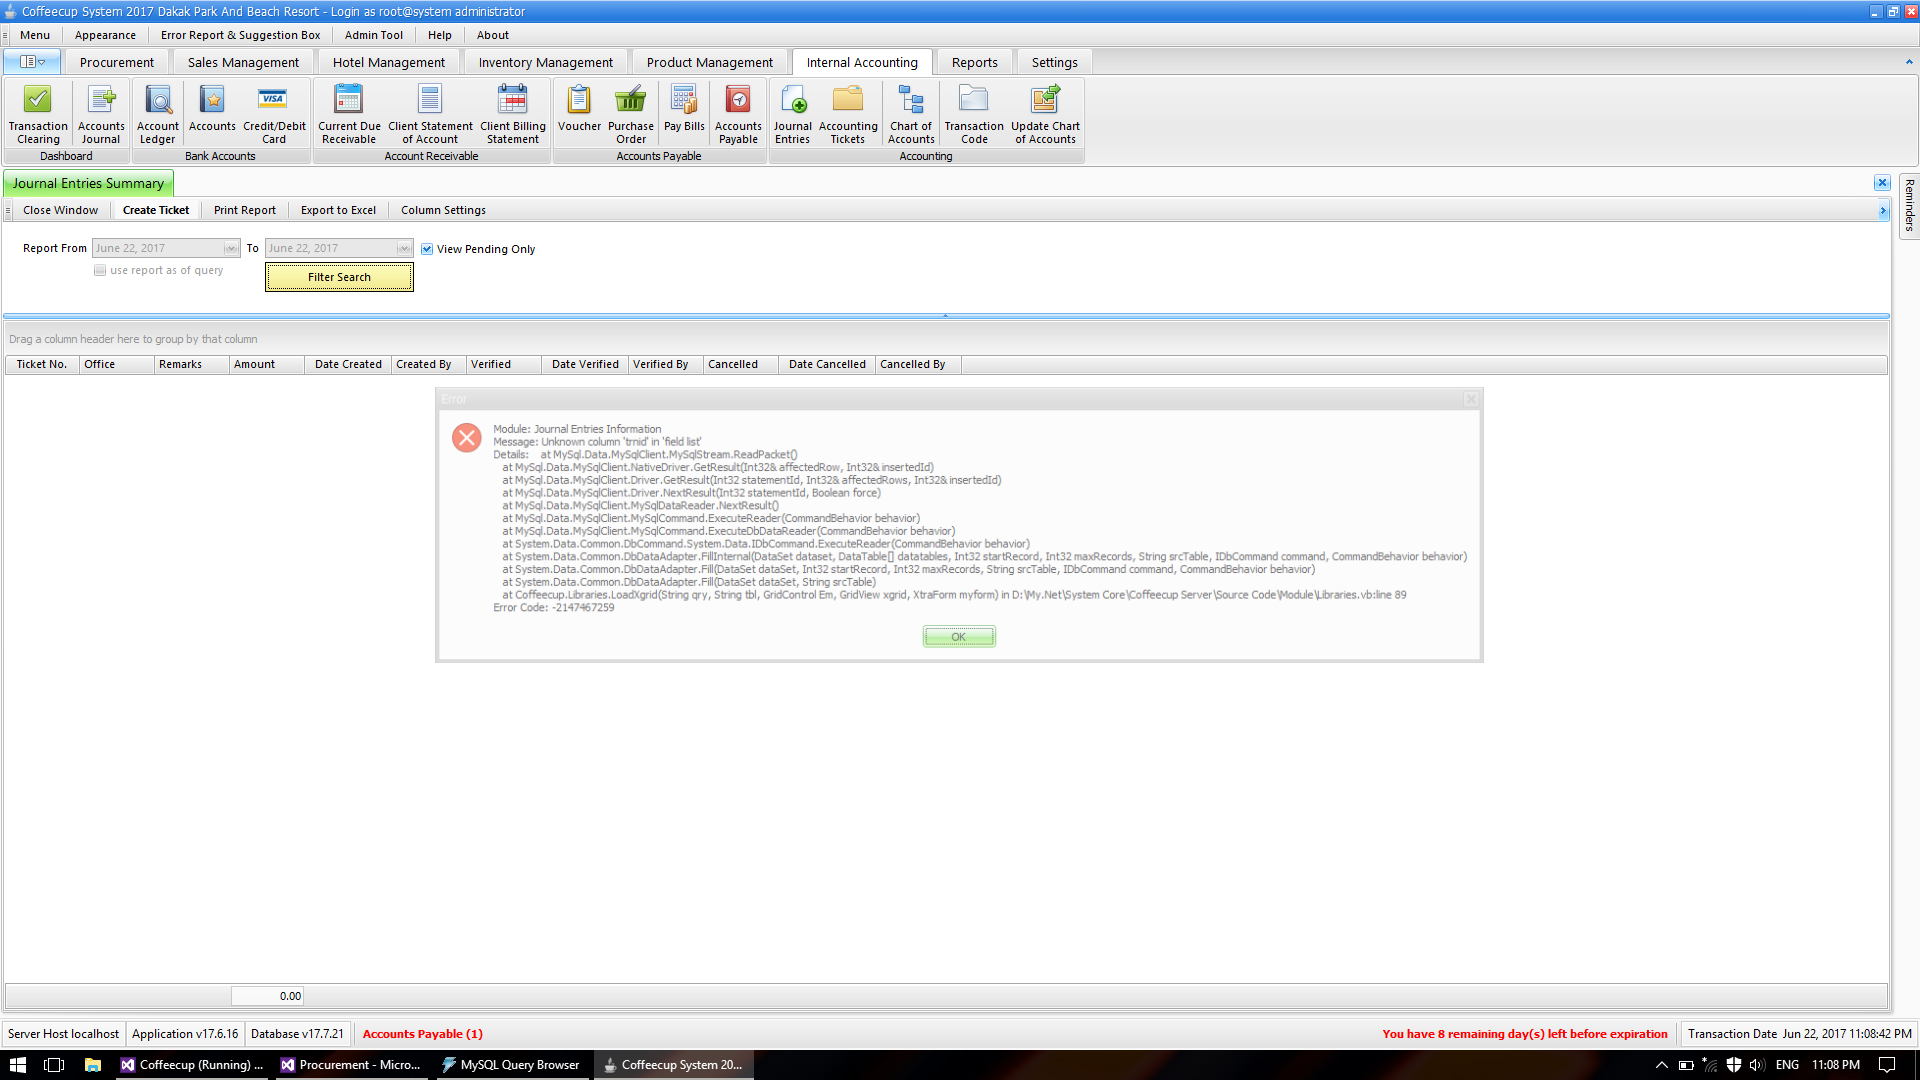 Coffeecup System 2017 Dakak Park And Beach Resort - Login as root@system administrator
Menu Appearance Error Report & Suggestion Box Admin Tool Help About
Procurement Sales Management Hotel Management Inventory Management Product Management Internal Accounting Reports Settings
Transaction Clearing Accounts Journal Account Ledger Accounts Credit/Debit Card Current Due Receivable Client Statement of Account Client Billing Statement Voucher Purchase Order Pay Bills Accounts Payable Journal Entries Accounting Tickets Chart of Accounts Transaction Code Update Chart of Accounts
VISA
Dashboard Bank Accounts Account Receivable Accounts Payable Accounting
Journal Entries Summary
Reminders
Close Window Create Ticket Print Report Export to Excel Column Settings
Report From June 22, 2017 To June 22, 2017 View Pending Only
use report as of query
Filter Search
Drag a column header here to group by that column
Ticket No. Office Remarks Amount Date Created Created By Verified Date Verified Verified By Cancelled Date Cancelled Cancelled By
Error
Module: Journal Entries Information
Message: Unknown column 'trnid' in 'field list'
Details: at MySql.Data.MySqlClient.MySqlStream.ReadPacket()
at MySql.Data.MySqlClient.NativeDriver.GetResult(Int32& affectedRow, Int32& insertedId)
at MySql.Data.MySqlClient.Driver.GetResult(Int32 statementId, Int32& affectedRows, Int32& insertedId)
at MySql.Data.MySqlClient.Driver.NextResult(Int32 statementId, Boolean force)
at MySql.Data.MySqlClient.MySqlDataReader.NextResult()
at MySql.Data.MySqlClient.MySqlCommand.ExecuteReader(CommandBehavior behavior)
at MySql.Data.MySqlClient.MySqlCommand.ExecuteDbDataReader(CommandBehavior behavior)
at System.Data.Common.DbCommand.System.Data.IDbCommand.ExecuteReader(CommandBehavior behavior)
at System.Data.Common.DbDataAdapter.FillInternal(DataSet dataset, DataTable[] datatables, Int32 startRecord, Int32 maxRecords, String srcTable, IDbCommand command, CommandBehavior behavior)
at System.Data.Common.DbDataAdapter.Fill(DataSet dataSet, Int32 startRecord, Int32 maxRecords, String srcTable, IDbCommand command, CommandBehavior behavior)
at System.Data.Common.DbDataAdapter.Fill(DataSet dataSet, String srcTable)
at Coffeecup.Libraries.LoadXgrid(String qry, String tbl, GridControl Em, GridView xgrid, XtraForm myform) in D:\My.Net\System Core\Coffeecup Server\Source Code\Module\Libraries.vb:line 89
Error Code: -2147467259
OK
0.00
Server Host localhost Application v17.6.16 Database v17.7.21 Accounts Payable (1) You have 8 remaining day(s) left before expiration Transaction Date Jun 22, 2017 11:08:42 PM
Coffeecup (Running) ... Procurement - Micro... MySQL Query Browser Coffeecup System 20... ENG 11:08 PM